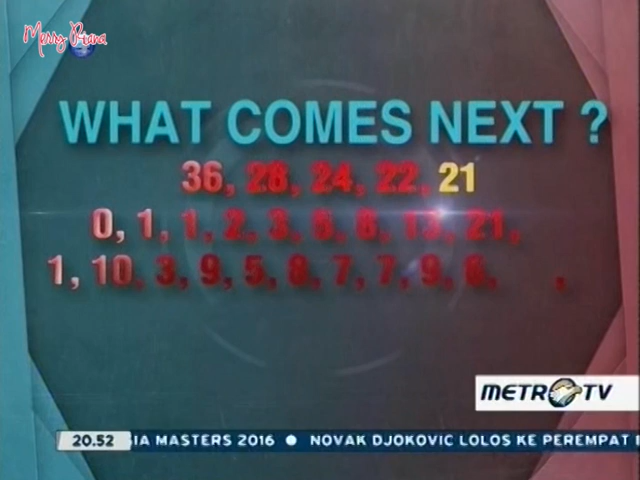 Merry Riana
WHAT COMES NEXT ?
36, 28, 24, 22, 21
0, 1, 1, 2, 3, 5, 8, 13, 21,
1, 10, 3, 9, 5, 8, 7, 7, 9, 6, ,
METRO TV
20.52 IA MASTERS 2016 ● NOVAK DJOKOVIC LOLOS KE PEREMPAT